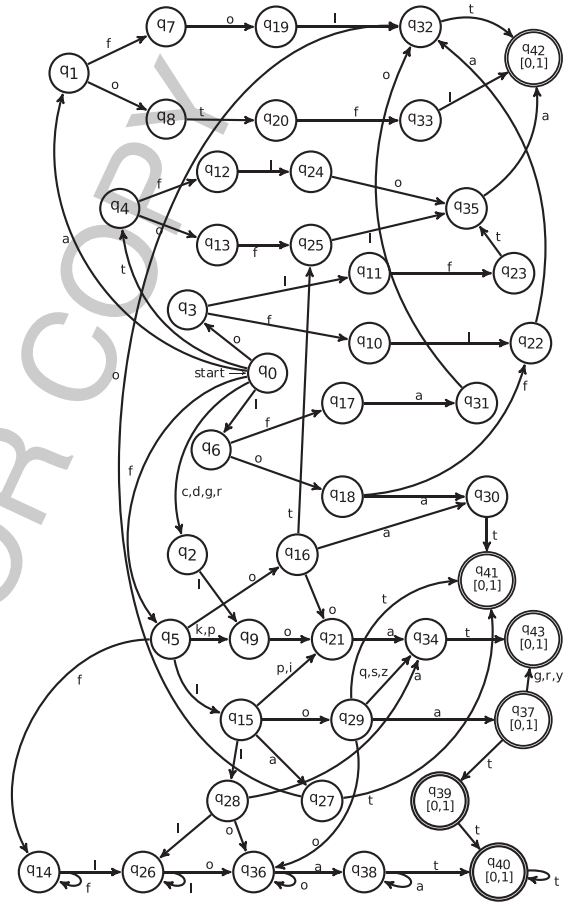 q7 o q19 l q32 t
q42
[0,1]
f
q1
o
q8 t q20 f q33 l
o
a
a
f q12 l q24 o
q4
o q13 f q25 l
q35
t
a
t
q3 l q11 f q23
f q10 l q22
o
start q0
l
o
f q17 a q31
q6
o q18 a q30
f
f
c,d,g,r
t
a
t
q2
q16
o
l
o
t
q41
[0,1]
q5 k,p q9 o q21 a q34 t q43
[0,1]
f
l
p,i
q,s,z
a
g,r,y
q15 o q29 a q37
[0,1]
l
a
t
q28
q27
t
q39
[0,1]
l
o
o
t
q14 l q26 o q36 a q38 t q40
[0,1]
f
l
o
a
t
OR COPY